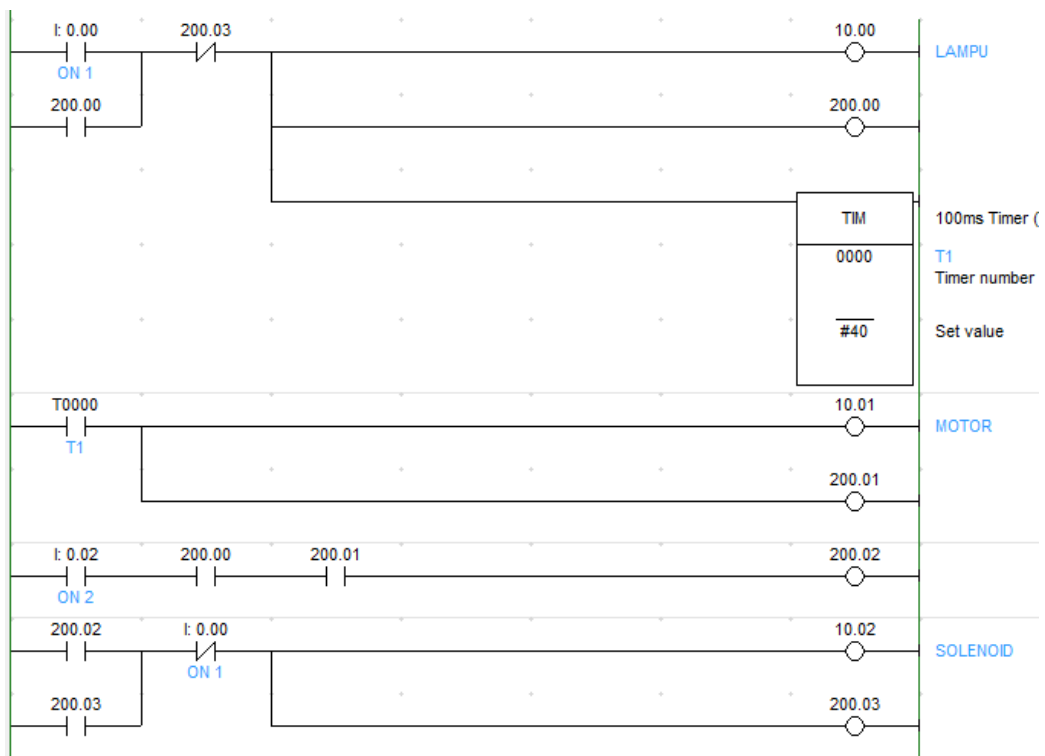 I: 0.00 200.03 10.00
LAMPU
ON 1
200.00 200.00
TIM 100ms Timer (
0000 T1
Timer number
#40 Set value
T0000 10.01
MOTOR
T1
200.01
I: 0.02 200.00 200.01 200.02
ON 2
200.02 I: 0.00 10.02
SOLENOID
ON 1
200.03 200.03